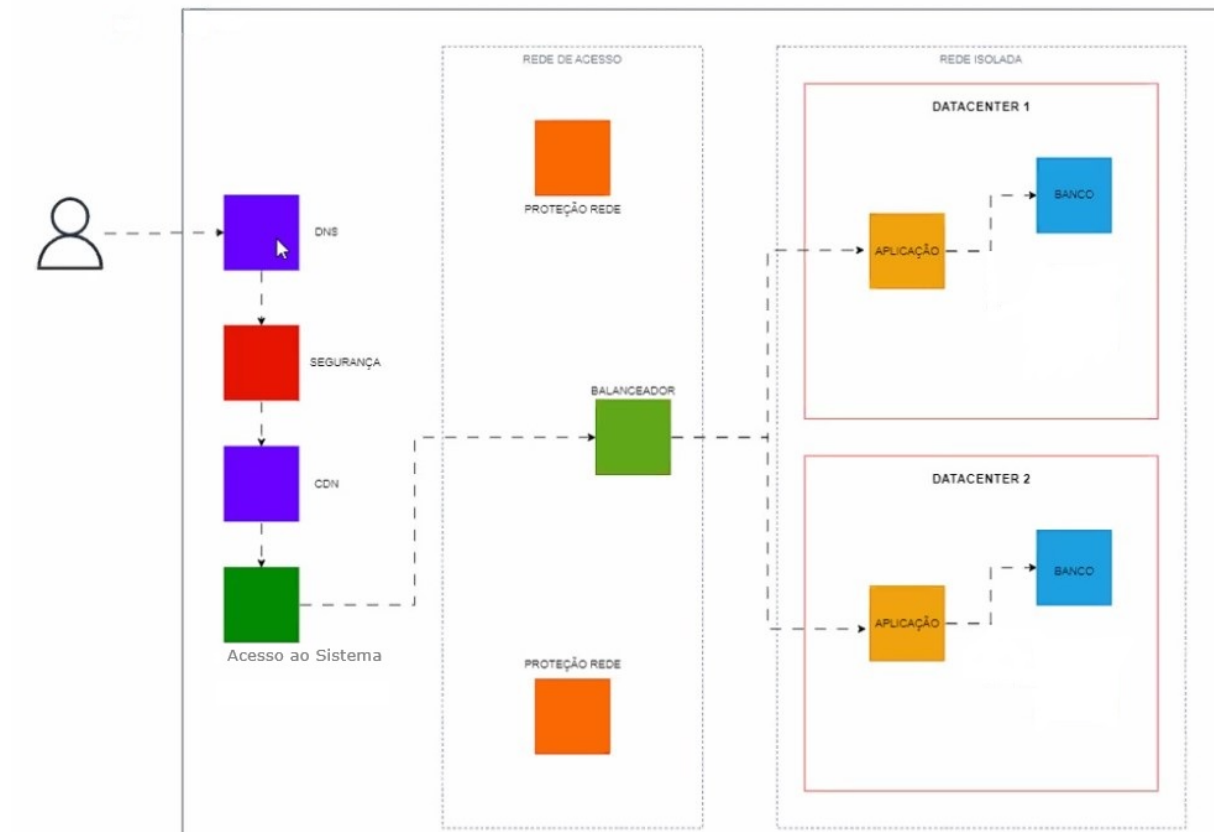 REDE DE ACESSO
REDE ISOLADA
DATACENTER 1
PROTEÇÃO REDE
BANCO
DNS
APLICAÇÃO
SEGURANÇA
BALANCEADOR
CDN
DATACENTER 2
BANCO
APLICAÇÃO
Acesso ao Sistema
PROTEÇÃO REDE